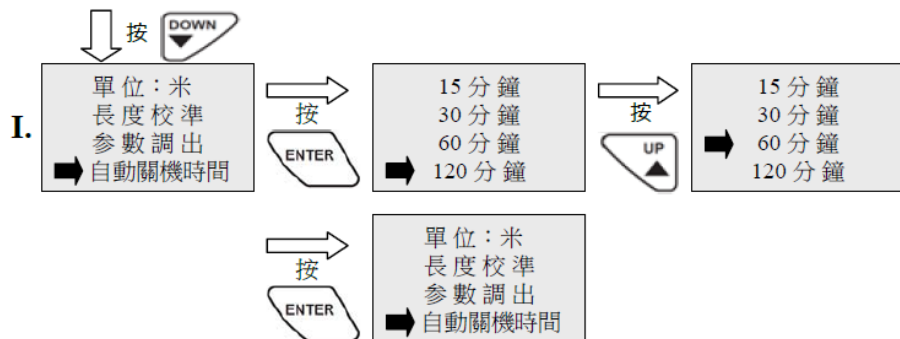 按 DOWN
I.
單位：米
長度校準
参數調出
自動關機時間
按
ENTER
15 分鐘
30 分鐘
60 分鐘
120 分鐘
按
UP
15 分鐘
30 分鐘
60 分鐘
120 分鐘
按
ENTER
單位：米
長度校準
参數調出
自動關機時間